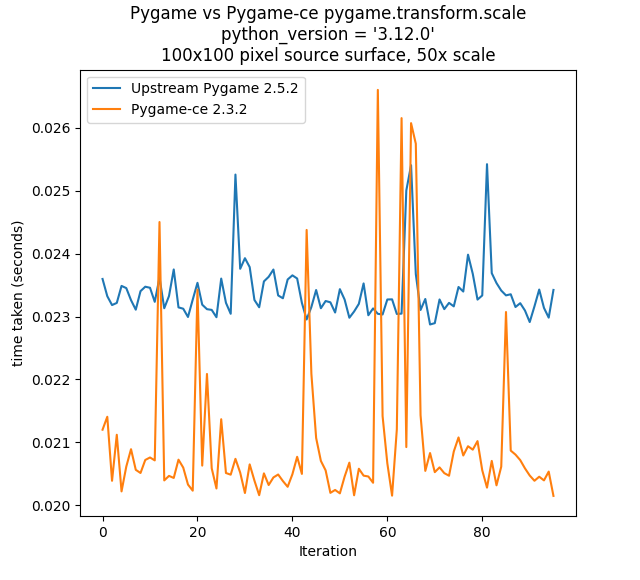 Pygame vs Pygame-ce pygame.transform.scale
python_version = '3.12.0'
100x100 pixel source surface, 50x scale
Upstream Pygame 2.5.2
Pygame-ce 2.3.2
time taken (seconds)
0.026
0.025
0.024
0.023
0.022
0.021
0.020
0
20
40
60
80
Iteration